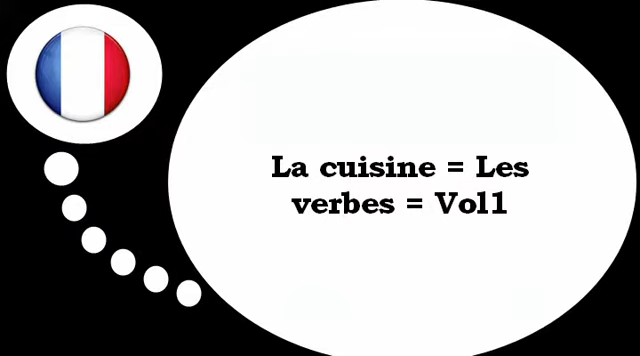 La cuisine = Les
verbes = Vol1